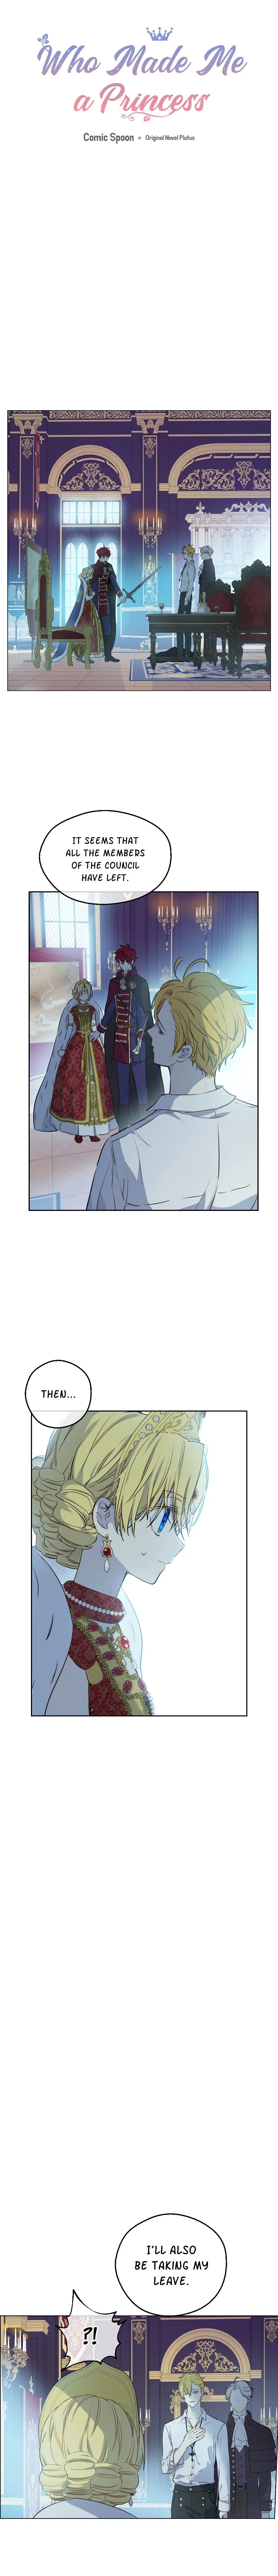 Who Made Me
a Princess
Comic Spoon • Original Novel Plutus
IT SEEMS THAT
ALL THE MEMBERS
OF THE COUNCIL
HAVE LEFT.
THEN...
I'LL ALSO
BE TAKING MY
LEAVE.
?!